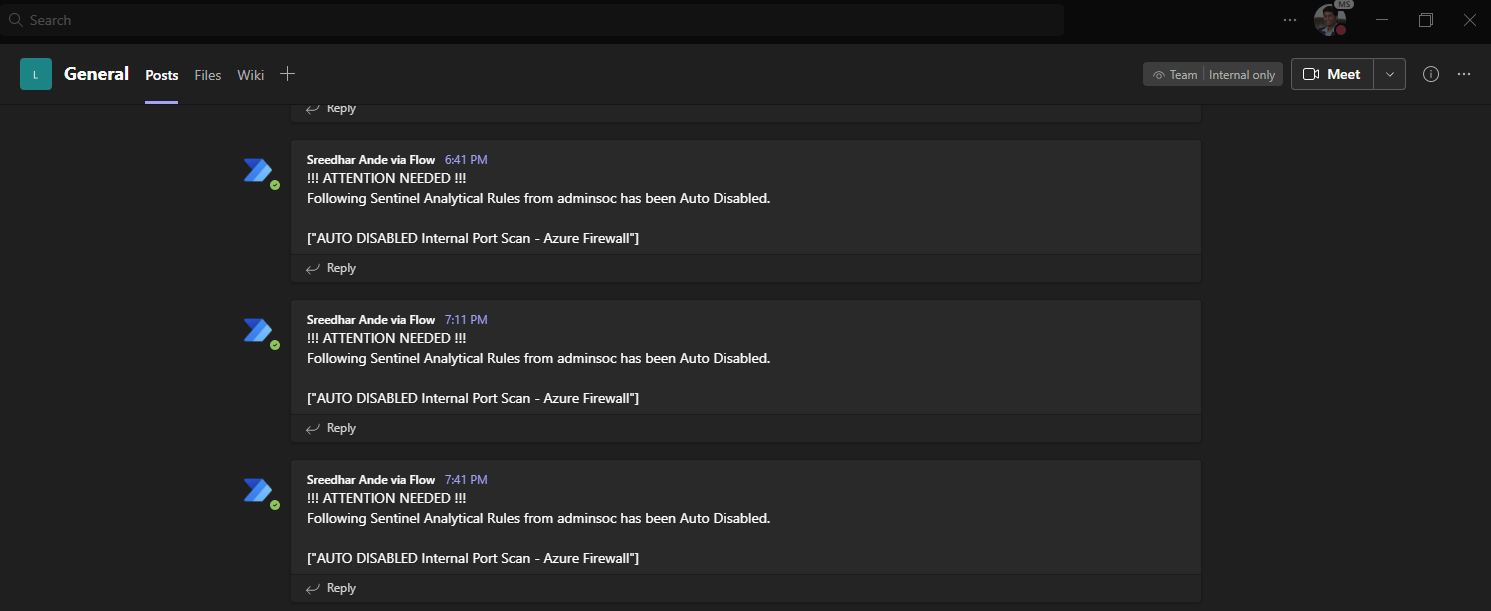 Search
MS
L
General
Posts
Files
Wiki
Team
Internal only
Meet
Reply
Sreedhar Ande via Flow 6:41 PM
!!! ATTENTION NEEDED !!!
Following Sentinel Analytical Rules from adminsoc has been Auto Disabled.
["AUTO DISABLED Internal Port Scan - Azure Firewall"]
Reply
Sreedhar Ande via Flow 7:11 PM
!!! ATTENTION NEEDED !!!
Following Sentinel Analytical Rules from adminsoc has been Auto Disabled.
["AUTO DISABLED Internal Port Scan - Azure Firewall"]
Reply
Sreedhar Ande via Flow 7:41 PM
!!! ATTENTION NEEDED !!!
Following Sentinel Analytical Rules from adminsoc has been Auto Disabled.
["AUTO DISABLED Internal Port Scan - Azure Firewall"]
Reply